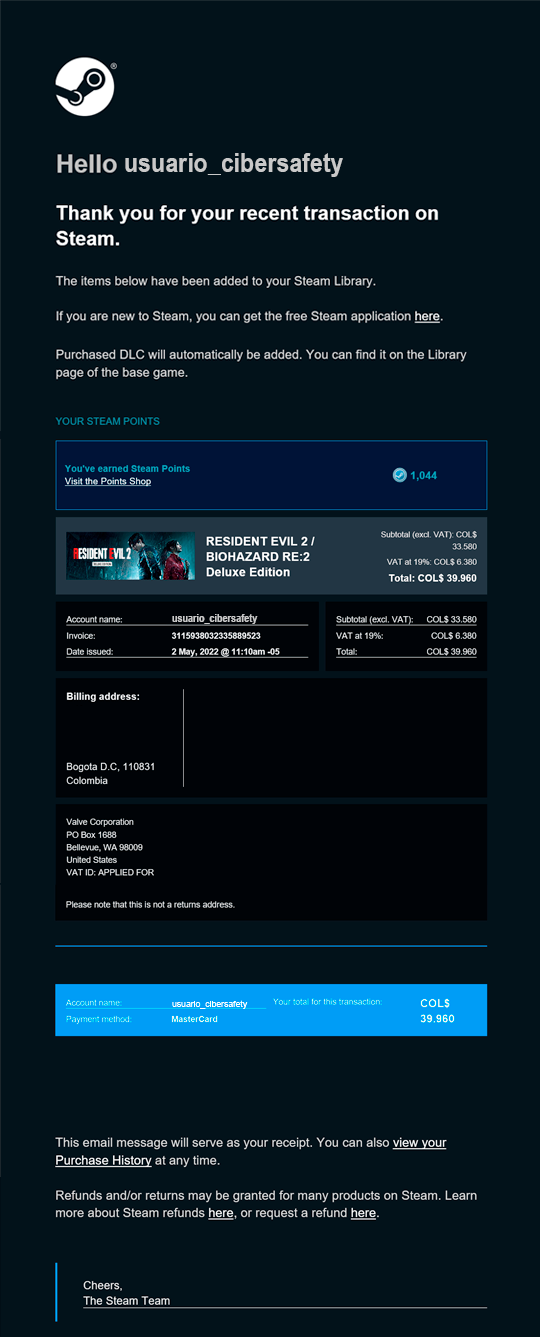 ®
Hello usuario_cibersafety
Thank you for your recent transaction on
Steam.
The items below have been added to your Steam Library.
If you are new to Steam, you can get the free Steam application here.
Purchased DLC will automatically be added. You can find it on the Library
page of the base game.
YOUR STEAM POINTS
You've earned Steam Points
Visit the Points Shop
1,044
RESIDENT EVIL 2
DELUXE EDITION
RESIDENT EVIL 2 /
BIOHAZARD RE:2
Deluxe Edition
Subtotal (excl. VAT): COL$
33.580
VAT at 19%: COL$ 6.380
Total: COL$ 39.960
Account name: usuario_cibersafety
Invoice: 3115938032335889523
Date issued: 2 May, 2022 @ 11:10am -05
Subtotal (excl. VAT): COL$ 33.580
VAT at 19%: COL$ 6.380
Total: COL$ 39.960
Billing address:
Bogota D.C, 110831
Colombia
Valve Corporation
PO Box 1688
Bellevue, WA 98009
United States
VAT ID: APPLIED FOR
Please note that this is not a returns address.
Account name: usuario_cibersafety
Payment method: MasterCard
Your total for this transaction: COL$
39.960
This email message will serve as your receipt. You can also view your
Purchase History at any time.
Refunds and/or returns may be granted for many products on Steam. Learn
more about Steam refunds here, or request a refund here.
Cheers,
The Steam Team